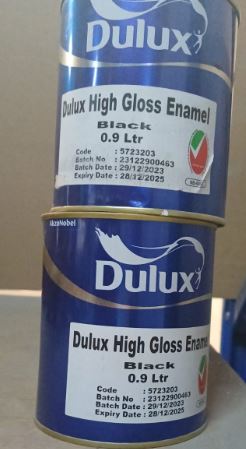 Dulux
Dulux High Gloss Enamel
Black
0.9 Ltr
Code : 5723203
Batch No : 23122900463
Batch Date : 29/12/2023
Expiry Date : 28/12/2025
AkzoNobel
Dulux
Dulux High Gloss Enamel
Black
0.9 Ltr
Code : 5723203
Batch No : 23122900463
Batch Date : 29/12/2023
Expiry Date : 28/12/2025